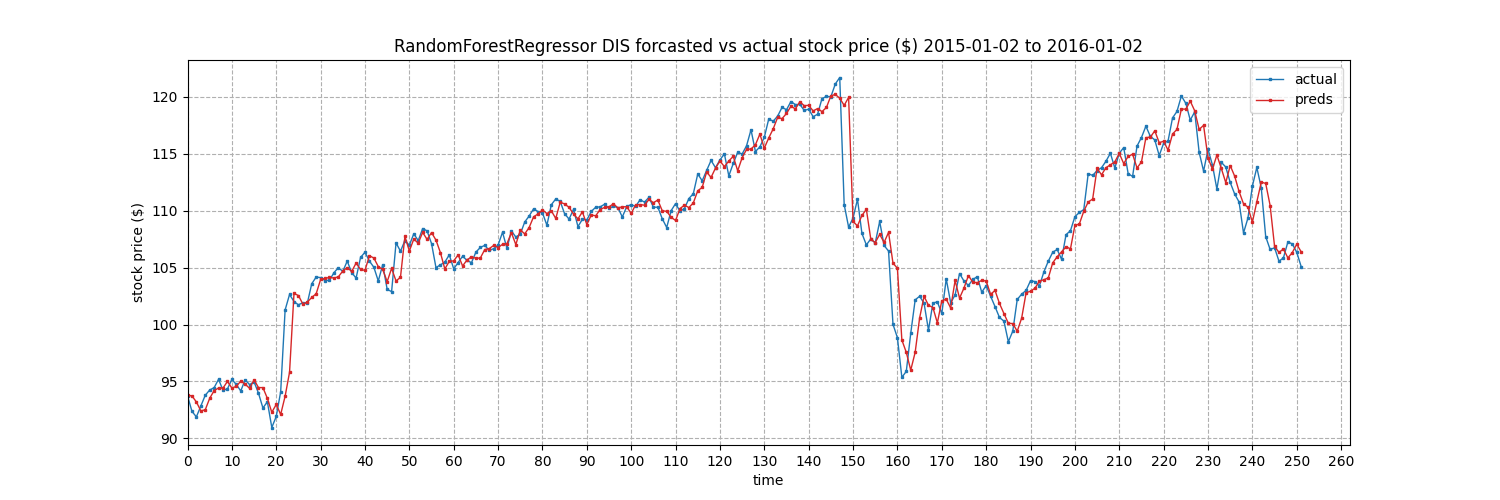 RandomForestRegressor DIS forcasted vs actual stock price ($) 2015-01-02 to 2016-01-02
actual
preds
stock price ($)
120
115
110
105
100
95
90
0 10 20 30 40 50 60 70 80 90 100 110 120 130 140 150 160 170 180 190 200 210 220 230 240 250 260
time